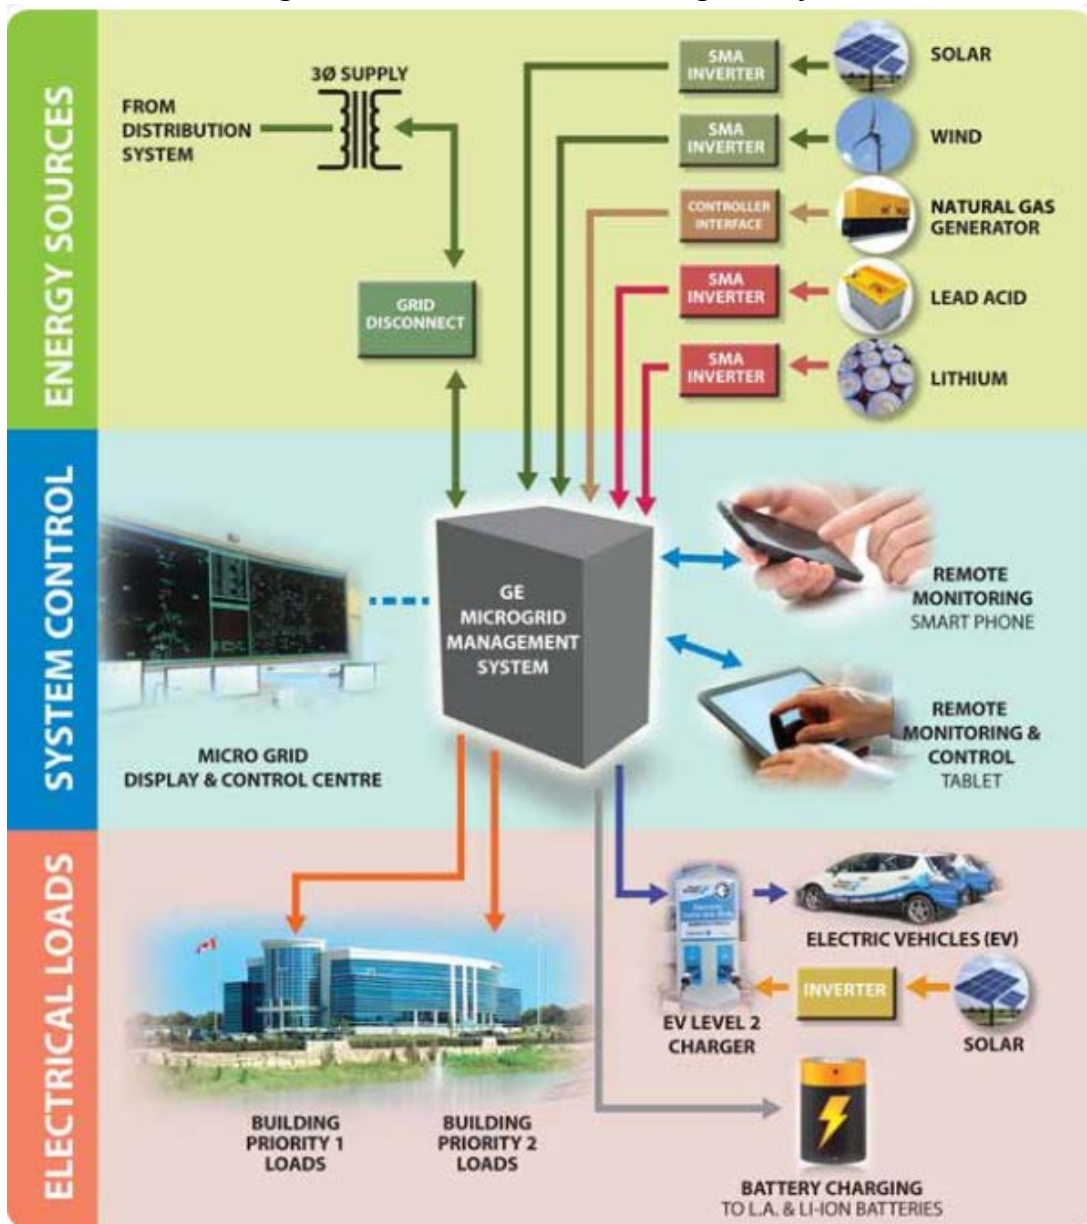 ENERGY SOURCES
FROM
DISTRIBUTION
SYSTEM
3Ø SUPPLY
GRID
DISCONNECT
SMA
INVERTER
SOLAR
SMA
INVERTER
WIND
CONTROLLER
INTERFACE
NATURAL GAS
GENERATOR
SMA
INVERTER
LEAD ACID
SMA
INVERTER
LITHIUM
SYSTEM CONTROL
MICRO GRID
DISPLAY & CONTROL CENTRE
GE
MICROGRID
MANAGEMENT
SYSTEM
REMOTE
MONITORING
SMART PHONE
REMOTE
MONITORING &
CONTROL
TABLET
ELECTRICAL LOADS
BUILDING
PRIORITY 1
LOADS
BUILDING
PRIORITY 2
LOADS
ELECTRIC VEHICLES (EV)
INVERTER
EV LEVEL 2
CHARGER
SOLAR
BATTERY CHARGING
TO L.A. & LI-ION BATTERIES